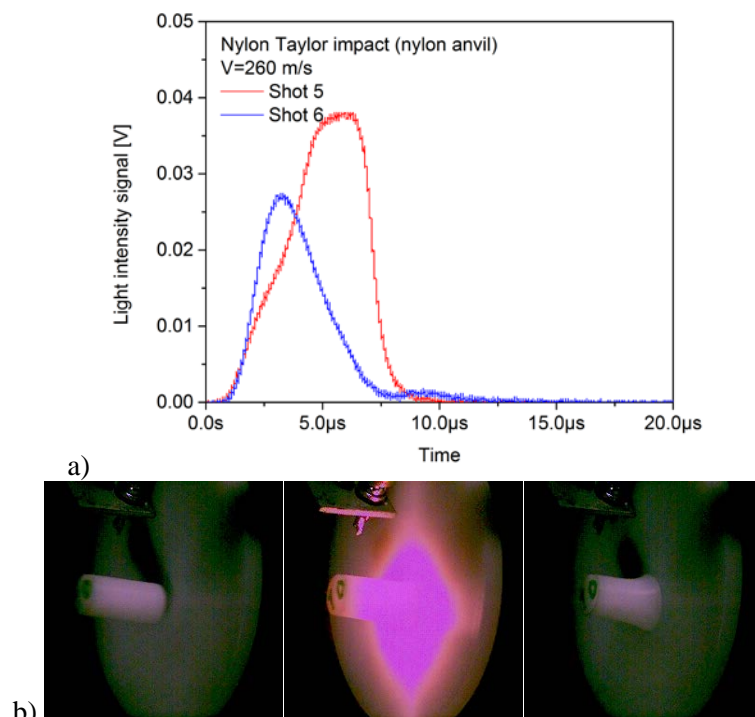 0.05
Nylon Taylor impact (nylon anvil)
V=260 m/s
Shot 5
Shot 6
0.04
0.03
0.02
0.01
0.00
Light intensity signal [V]
0.0s 5.0µs 10.0µs 15.0µs 20.0µs
Time
a)
b)